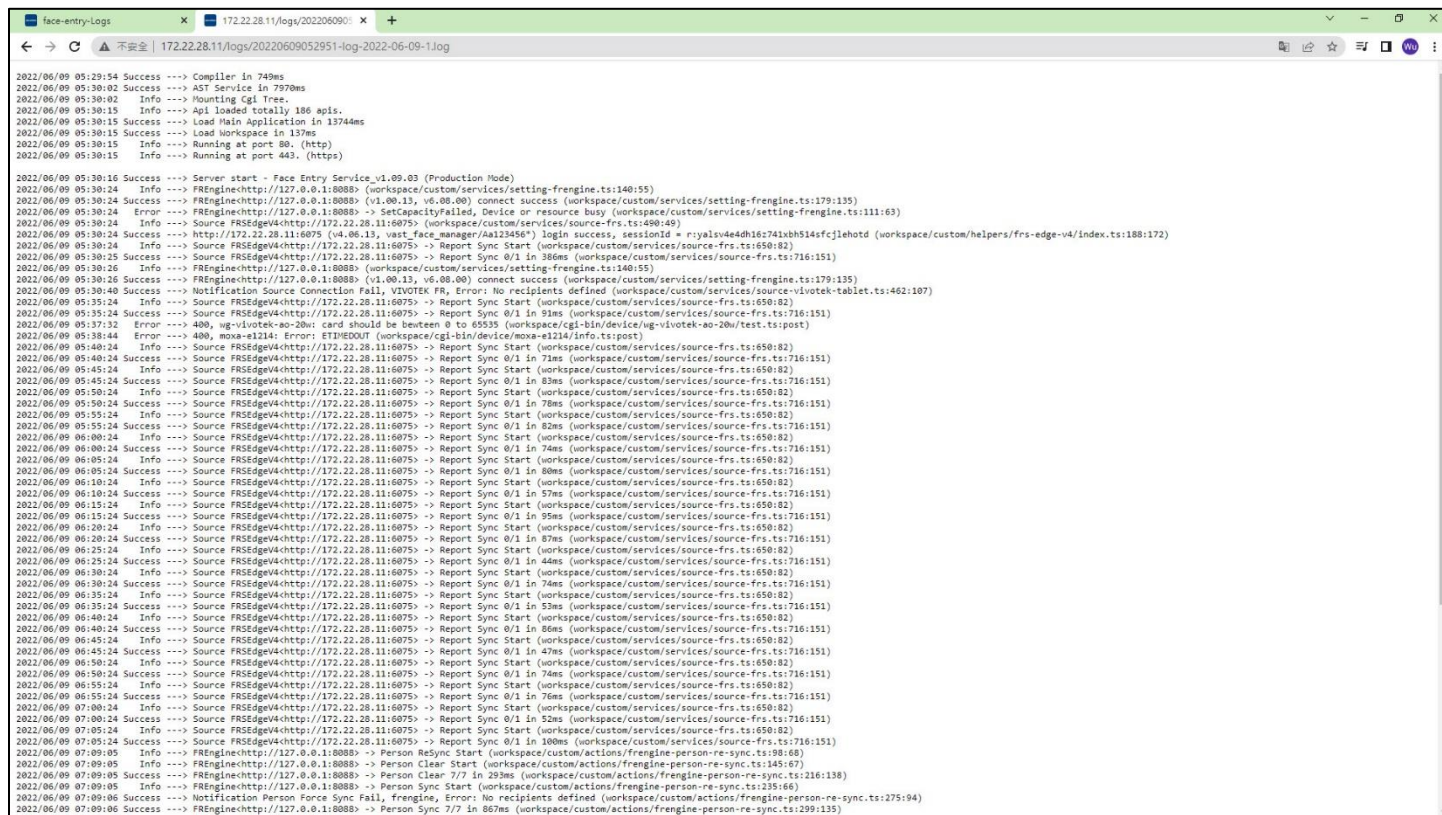 face-entry-Logs
172.22.28.11/logs/2022060905
不安全 | 172.22.28.11/logs/20220609052951-log-2022-06-09-1.log
Wu
2022/06/09 05:29:54 Success ---> Compiler in 749ms
2022/06/09 05:30:02 Success ---> AST Service in 7970ms
2022/06/09 05:30:02 Info ---> Mounting Cgi Tree.
2022/06/09 05:30:15 Info ---> Api loaded totally 186 apis.
2022/06/09 05:30:15 Success ---> Load Main Application in 13744ms
2022/06/09 05:30:15 Success ---> Load Workspace in 137ms
2022/06/09 05:30:15 Info ---> Running at port 80. (http)
2022/06/09 05:30:15 Info ---> Running at port 443. (https)
2022/06/09 05:30:16 Success ---> Server start - Face Entry Service_v1.09.03 (Production Mode)
2022/06/09 05:30:24 Info ---> FREngine<http://127.0.0.1:8088> (workspace/custom/services/setting-frengine.ts:140:55)
2022/06/09 05:30:24 Success ---> FREngine<http://127.0.0.1:8088> (v1.00.13, v6.08.00) connect success (workspace/custom/services/setting-frengine.ts:179:135)
2022/06/09 05:30:24 Error ---> FREngine<http://127.0.0.1:8088> -> SetCapacityFailed, Device or resource busy (workspace/custom/services/setting-frengine.ts:111:63)
2022/06/09 05:30:24 Info ---> Source FRSEdgeV4<http://172.22.28.11:6075> (workspace/custom/services/source-frs.ts:490:49)
2022/06/09 05:30:24 Success ---> http://172.22.28.11:6075 (v4.06.13, vast_face_manager/Aa123456*) login success, sessionId = r:yalsv4e4dh16z741xbh514sfcjlehotd (workspace/custom/helpers/frs-edge-v4/index.ts:188:172)
2022/06/09 05:30:24 Info ---> Source FRSEdgeV4<http://172.22.28.11:6075> -> Report Sync Start (workspace/custom/services/source-frs.ts:650:82)
2022/06/09 05:30:25 Success ---> Source FRSEdgeV4<http://172.22.28.11:6075> -> Report Sync 0/1 in 386ms (workspace/custom/services/source-frs.ts:716:151)
2022/06/09 05:30:26 Info ---> FREngine<http://127.0.0.1:8088> (workspace/custom/services/setting-frengine.ts:140:55)
2022/06/09 05:30:26 Success ---> FREngine<http://127.0.0.1:8088> (v1.00.13, v6.08.00) connect success (workspace/custom/services/setting-frengine.ts:179:135)
2022/06/09 05:30:40 Success ---> Notification Source Connection Fail, VIVOTEK FR, Error: No recipients defined (workspace/custom/services/source-vivotek-tablet.ts:462:107)
2022/06/09 05:35:24 Info ---> Source FRSEdgeV4<http://172.22.28.11:6075> -> Report Sync Start (workspace/custom/services/source-frs.ts:650:82)
2022/06/09 05:35:24 Success ---> Source FRSEdgeV4<http://172.22.28.11:6075> -> Report Sync 0/1 in 91ms (workspace/custom/services/source-frs.ts:716:151)
2022/06/09 05:37:32 Error ---> 400, wg-vivotek-ao-20w: card should be bewteen 0 to 65535 (workspace/cgi-bin/device/wg-vivotek-ao-20w/test.ts:post)
2022/06/09 05:38:44 Error ---> 400, moxa-e1214: Error: ETIMEDOUT (workspace/cgi-bin/device/moxa-e1214/info.ts:post)
2022/06/09 05:40:24 Info ---> Source FRSEdgeV4<http://172.22.28.11:6075> -> Report Sync Start (workspace/custom/services/source-frs.ts:650:82)
2022/06/09 05:40:24 Success ---> Source FRSEdgeV4<http://172.22.28.11:6075> -> Report Sync 0/1 in 71ms (workspace/custom/services/source-frs.ts:716:151)
2022/06/09 05:45:24 Info ---> Source FRSEdgeV4<http://172.22.28.11:6075> -> Report Sync Start (workspace/custom/services/source-frs.ts:650:82)
2022/06/09 05:45:24 Success ---> Source FRSEdgeV4<http://172.22.28.11:6075> -> Report Sync 0/1 in 83ms (workspace/custom/services/source-frs.ts:716:151)
2022/06/09 05:50:24 Info ---> Source FRSEdgeV4<http://172.22.28.11:6075> -> Report Sync Start (workspace/custom/services/source-frs.ts:650:82)
2022/06/09 05:50:24 Success ---> Source FRSEdgeV4<http://172.22.28.11:6075> -> Report Sync 0/1 in 78ms (workspace/custom/services/source-frs.ts:716:151)
2022/06/09 05:55:24 Info ---> Source FRSEdgeV4<http://172.22.28.11:6075> -> Report Sync Start (workspace/custom/services/source-frs.ts:650:82)
2022/06/09 05:55:24 Success ---> Source FRSEdgeV4<http://172.22.28.11:6075> -> Report Sync 0/1 in 82ms (workspace/custom/services/source-frs.ts:716:151)
2022/06/09 06:00:24 Info ---> Source FRSEdgeV4<http://172.22.28.11:6075> -> Report Sync Start (workspace/custom/services/source-frs.ts:650:82)
2022/06/09 06:00:24 Success ---> Source FRSEdgeV4<http://172.22.28.11:6075> -> Report Sync 0/1 in 74ms (workspace/custom/services/source-frs.ts:716:151)
2022/06/09 06:05:24 Info ---> Source FRSEdgeV4<http://172.22.28.11:6075> -> Report Sync Start (workspace/custom/services/source-frs.ts:650:82)
2022/06/09 06:05:24 Success ---> Source FRSEdgeV4<http://172.22.28.11:6075> -> Report Sync 0/1 in 80ms (workspace/custom/services/source-frs.ts:716:151)
2022/06/09 06:10:24 Info ---> Source FRSEdgeV4<http://172.22.28.11:6075> -> Report Sync Start (workspace/custom/services/source-frs.ts:650:82)
2022/06/09 06:10:24 Success ---> Source FRSEdgeV4<http://172.22.28.11:6075> -> Report Sync 0/1 in 57ms (workspace/custom/services/source-frs.ts:716:151)
2022/06/09 06:15:24 Info ---> Source FRSEdgeV4<http://172.22.28.11:6075> -> Report Sync Start (workspace/custom/services/source-frs.ts:650:82)
2022/06/09 06:15:24 Success ---> Source FRSEdgeV4<http://172.22.28.11:6075> -> Report Sync 0/1 in 95ms (workspace/custom/services/source-frs.ts:716:151)
2022/06/09 06:20:24 Info ---> Source FRSEdgeV4<http://172.22.28.11:6075> -> Report Sync Start (workspace/custom/services/source-frs.ts:650:82)
2022/06/09 06:20:24 Success ---> Source FRSEdgeV4<http://172.22.28.11:6075> -> Report Sync 0/1 in 87ms (workspace/custom/services/source-frs.ts:716:151)
2022/06/09 06:25:24 Info ---> Source FRSEdgeV4<http://172.22.28.11:6075> -> Report Sync Start (workspace/custom/services/source-frs.ts:650:82)
2022/06/09 06:25:24 Success ---> Source FRSEdgeV4<http://172.22.28.11:6075> -> Report Sync 0/1 in 44ms (workspace/custom/services/source-frs.ts:716:151)
2022/06/09 06:30:24 Info ---> Source FRSEdgeV4<http://172.22.28.11:6075> -> Report Sync Start (workspace/custom/services/source-frs.ts:650:82)
2022/06/09 06:30:24 Success ---> Source FRSEdgeV4<http://172.22.28.11:6075> -> Report Sync 0/1 in 74ms (workspace/custom/services/source-frs.ts:716:151)
2022/06/09 06:35:24 Info ---> Source FRSEdgeV4<http://172.22.28.11:6075> -> Report Sync Start (workspace/custom/services/source-frs.ts:650:82)
2022/06/09 06:35:24 Success ---> Source FRSEdgeV4<http://172.22.28.11:6075> -> Report Sync 0/1 in 53ms (workspace/custom/services/source-frs.ts:716:151)
2022/06/09 06:40:24 Info ---> Source FRSEdgeV4<http://172.22.28.11:6075> -> Report Sync Start (workspace/custom/services/source-frs.ts:650:82)
2022/06/09 06:40:24 Success ---> Source FRSEdgeV4<http://172.22.28.11:6075> -> Report Sync 0/1 in 86ms (workspace/custom/services/source-frs.ts:716:151)
2022/06/09 06:45:24 Info ---> Source FRSEdgeV4<http://172.22.28.11:6075> -> Report Sync Start (workspace/custom/services/source-frs.ts:650:82)
2022/06/09 06:45:24 Success ---> Source FRSEdgeV4<http://172.22.28.11:6075> -> Report Sync 0/1 in 47ms (workspace/custom/services/source-frs.ts:716:151)
2022/06/09 06:50:24 Info ---> Source FRSEdgeV4<http://172.22.28.11:6075> -> Report Sync Start (workspace/custom/services/source-frs.ts:650:82)
2022/06/09 06:50:24 Success ---> Source FRSEdgeV4<http://172.22.28.11:6075> -> Report Sync 0/1 in 74ms (workspace/custom/services/source-frs.ts:716:151)
2022/06/09 06:55:24 Info ---> Source FRSEdgeV4<http://172.22.28.11:6075> -> Report Sync Start (workspace/custom/services/source-frs.ts:650:82)
2022/06/09 06:55:24 Success ---> Source FRSEdgeV4<http://172.22.28.11:6075> -> Report Sync 0/1 in 76ms (workspace/custom/services/source-frs.ts:716:151)
2022/06/09 07:00:24 Info ---> Source FRSEdgeV4<http://172.22.28.11:6075> -> Report Sync Start (workspace/custom/services/source-frs.ts:650:82)
2022/06/09 07:00:24 Success ---> Source FRSEdgeV4<http://172.22.28.11:6075> -> Report Sync 0/1 in 52ms (workspace/custom/services/source-frs.ts:716:151)
2022/06/09 07:05:24 Info ---> Source FRSEdgeV4<http://172.22.28.11:6075> -> Report Sync Start (workspace/custom/services/source-frs.ts:650:82)
2022/06/09 07:05:24 Success ---> Source FRSEdgeV4<http://172.22.28.11:6075> -> Report Sync 0/1 in 100ms (workspace/custom/services/source-frs.ts:716:151)
2022/06/09 07:09:05 Info ---> FREngine<http://127.0.0.1:8088> -> Person ReSync Start (workspace/custom/actions/frengine-person-re-sync.ts:98:68)
2022/06/09 07:09:05 Info ---> FREngine<http://127.0.0.1:8088> -> Person Clear Start (workspace/custom/actions/frengine-person-re-sync.ts:145:67)
2022/06/09 07:09:05 Success ---> FREngine<http://127.0.0.1:8088> -> Person Clear 7/7 in 293ms (workspace/custom/actions/frengine-person-re-sync.ts:216:138)
2022/06/09 07:09:05 Info ---> FREngine<http://127.0.0.1:8088> -> Person Sync Start (workspace/custom/actions/frengine-person-re-sync.ts:235:66)
2022/06/09 07:09:06 Success ---> Notification Person Force Sync Fail, frengine, Error: No recipients defined (workspace/custom/actions/frengine-person-re-sync.ts:275:94)
2022/06/09 07:09:06 Success ---> FREngine<http://127.0.0.1:8088> -> Person Sync 7/7 in 867ms (workspace/custom/actions/frengine-person-re-sync.ts:299:135)